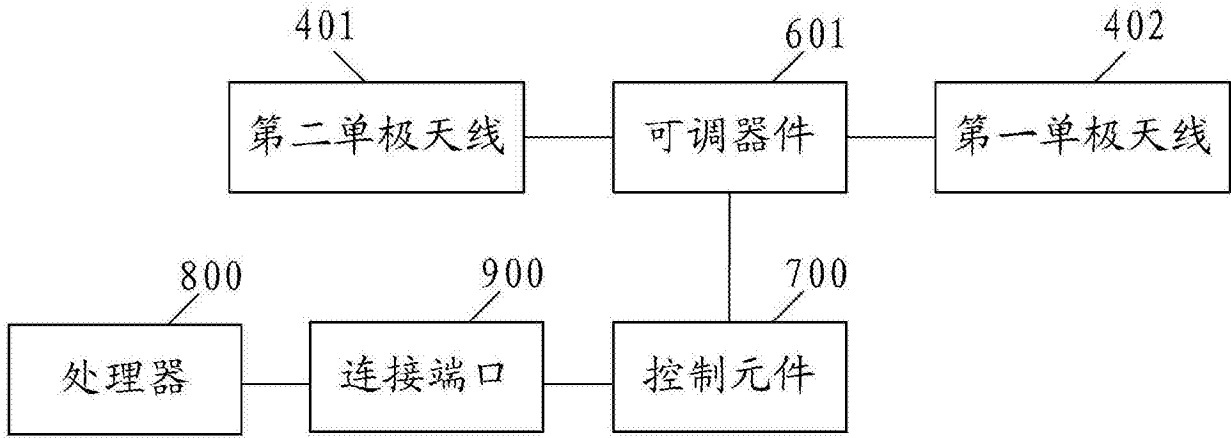 401
601
402
第二单极天线
可调器件
第一单极天线
800
900
700
处理器
连接端口
控制元件